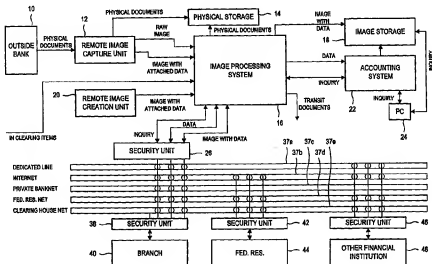 10
OUTSIDE BANK
PHYSICAL DOCUMENTS
12
REMOTE IMAGE CAPTURE UNIT
PHYSICAL DOCUMENTS
RAW IMAGE
IMAGE WITH ATTACHED DATA
PHYSICAL STORAGE
14
PHYSICAL DOCUMENTS
IMAGE PROCESSING SYSTEM
16
IMAGE WITH DATA
IMAGE STORAGE
18
DATA
INQUIRY
ACCOUNTING SYSTEM
22
INQUIRY
PC
24
INQUIRY
20
REMOTE IMAGE CREATION UNIT
IMAGE WITH ATTACHED DATA
TRANSIT DOCUMENTS
IN CLEARING ITEMS
INQUIRY
DATA
IMAGE WITH DATA
SECURITY UNIT
26
37a
37b
37c
37d
37e
DEDICATED LINE
INTERNET
PRIVATE BANKNET
FED. RES. NET
CLEARING HOUSE NET
38
SECURITY UNIT
SECURITY UNIT
42
SECURITY UNIT
46
40
BRANCH
FED. RES.
44
OTHER FINANCIAL INSTITUTION
48